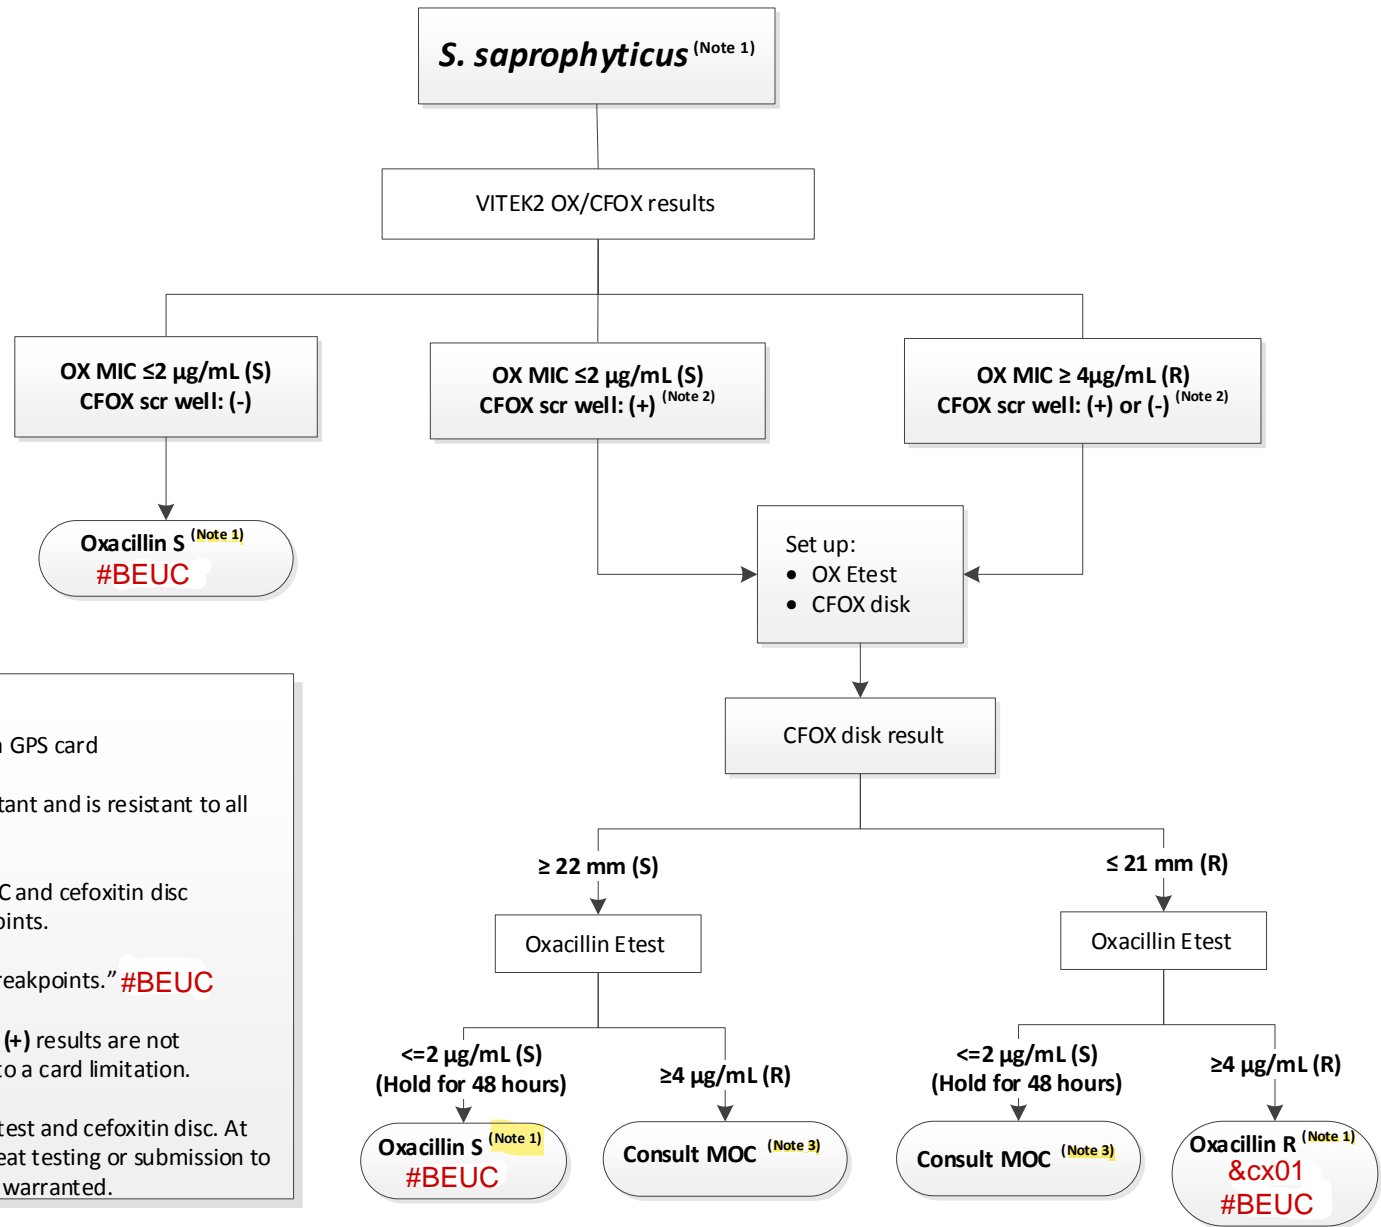 S. saprophyticus (Note 1)
VITEK2 OX/CFOX results
OX MIC ≤2 µg/mL (S)
CFOX scr well: (-)
OX MIC ≤2 µg/mL (S)
CFOX scr well: (+) (Note 2)
OX MIC ≥ 4µg/mL (R)
CFOX scr well: (+) or (-) (Note 2)
Oxacillin S (Note 1)
#BEUC
Set up:
• OX Etest
• CFOX disk
CFOX disk result
≥ 22 mm (S)
≤ 21 mm (R)
Oxacillin Etest
Oxacillin Etest
<=2 µg/mL (S)
(Hold for 48 hours)
≥4 µg/mL (R)
<=2 µg/mL (S)
(Hold for 48 hours)
≥4 µg/mL (R)
Oxacillin S (Note 1)
#BEUC
Consult MOC (Note 3)
Consult MOC (Note 3)
Oxacillin R (Note 1)
&cx01
#BEUC
GPS card
tant and is resistant to all
C and cefoxitin disc
oints.
reakpoints." #BEUC
(+) results are not
to a card limitation.
test and cefoxitin disc. At
eat testing or submission to
warranted.